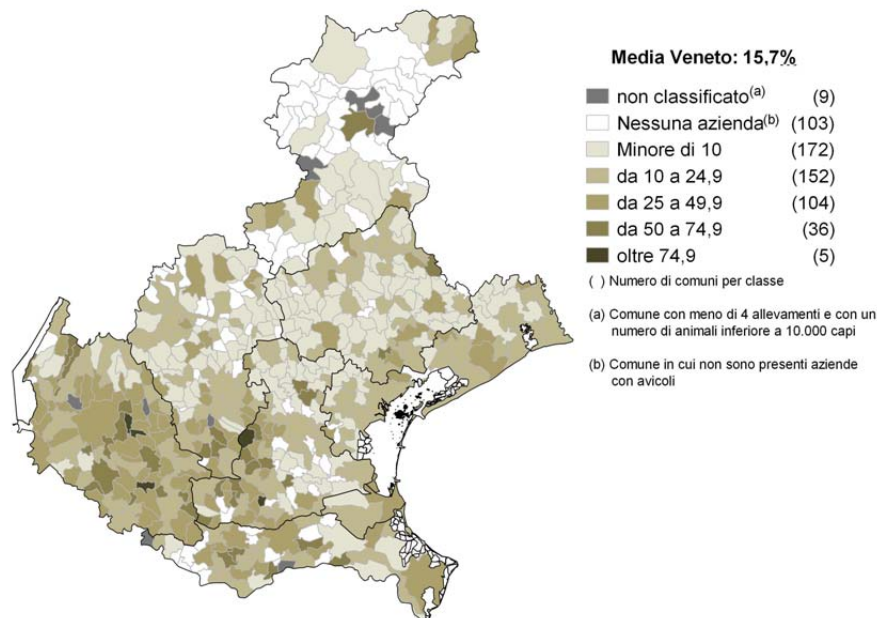 Media Veneto: 15,7%
non classificato(a) (9)
Nessuna azienda(b) (103)
Minore di 10 (172)
da 10 a 24,9 (152)
da 25 a 49,9 (104)
da 50 a 74,9 (36)
oltre 74,9 (5)
( ) Numero di comuni per classe
(a) Comune con meno di 4 allevamenti e con un
numero di animali inferiore a 10.000 capi
(b) Comune in cui non sono presenti aziende
con avicoli